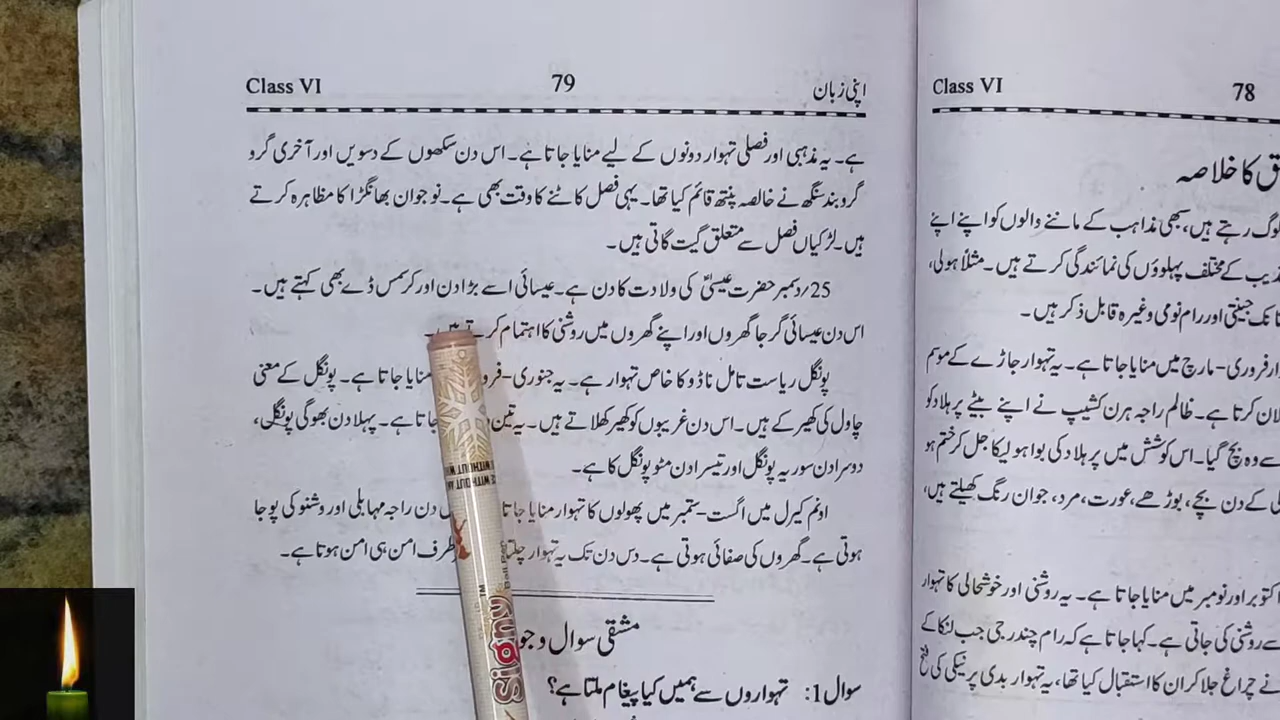 Class VI 79 اپنی زبان
ہے۔ یہ مذہبی اور فصلی تہوار دونوں کے لیے منایا جاتا ہے۔ اس دن سکھوں کے دسویں اور آخری گرو
گرو بند سنگھ نے خالصہ پنتھ قائم کیا تھا۔ یہی فصل کاٹنے کا وقت بھی ہے۔ نوجوان بھانگڑا کا مظاہرہ کرتے
ہیں۔ لڑکیاں فصل سے متعلق گیت گاتی ہیں۔
25/دسمبر حضرت عیسیٰؑ کی ولادت کا دن ہے۔ عیسائی اسے بڑا دن اور کرسمس ڈے بھی کہتے ہیں۔
اس دن عیسائی گرجا گھروں اور اپنے گھروں میں روشنی کا اہتمام کرتے ہیں۔
پونگل ریاست تامل ناڈو کا خاص تہوار ہے۔ یہ جنوری-فرو منایا جاتا ہے۔ پونگل کے معنی
چاول کی کھیر کے ہیں۔ اس دن غریبوں کو کھیر کھلاتے ہیں۔ یہ تین جاتا ہے۔ پہلا دن بھوگی پونگل،
دوسرا دن سوریہ پونگل اور تیسرا دن مٹو پونگل کا ہے۔
اونم کیرل میں اگست-ستمبر میں پھولوں کا تہوار منایا جاتا دن راجہ مہابلی اور وشنو کی پوجا
ہوتی ہے۔ گھروں کی صفائی ہوتی ہے۔ دس دن تک یہ تہوار چلتا طرف امن ہی امن ہوتا ہے۔
مشقی سوال و جو
سوال 1: تہواروں سے ہمیں کیا پیغام ملتا ہے؟
Class VI 78
کا خلاصہ
لوگ رہتے ہیں، سبھی مذاہب کے ماننے والوں کو اپنے اپنے
کے مختلف پہلوؤں کی نمائندگی کرتے ہیں۔ مثلاً ہولی،
نانک جینتی اور رام نومی وغیرہ قابل ذکر ہیں۔
فروری-مارچ میں منایا جاتا ہے۔ یہ تہوار جاڑے کے موسم
کرتا ہے۔ ظالم راجہ ہرن کشیپ نے اپنے بیٹے پرہلاد کو
سے وہ بچ گیا۔ اس کوشش میں پرہلاد کی بوا ہولیکا جل کر ختم ہو
کے دن بچے، بوڑھے، عورت، مرد، جوان رنگ کھیلتے ہیں،
اکتوبر اور نومبر میں منایا جاتا ہے۔ یہ روشنی اور خوشحالی کا تہوار
سے روشنی کی جاتی ہے۔ کہا جاتا ہے کہ رام چندر جی جب لنکا کے
نے چراغ جلا کر ان کا استقبال کیا تھا، یہ تہوار بدی پر نیکی کی فتح
WITHOUT
Slony
Ball Pen
TM